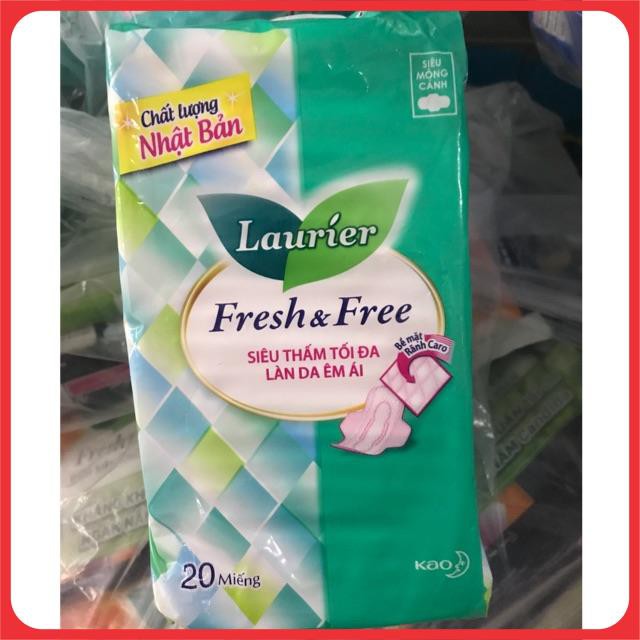 SIÊU
MỎNG
CÁNH
Chất lượng
Nhật Bản
Laurier
Fresh & Free
SIÊU THẤM TỐI ĐA
LÀN DA ÊM ÁI
Bề mặt
Rãnh Caro
20 Miếng
Kao